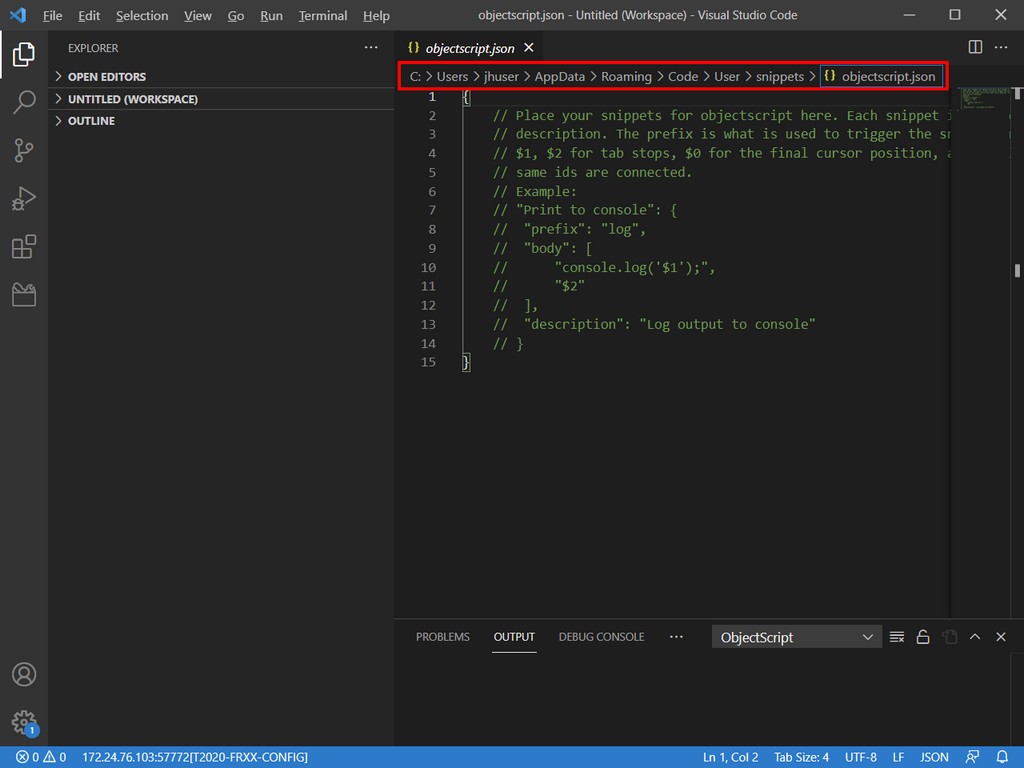 File Edit Selection View Go Run Terminal Help objectscript.json - Untitled (Workspace) - Visual Studio Code
EXPLORER ···
OPEN EDITORS
UNTITLED (WORKSPACE)
OUTLINE
{} objectscript.json
C: > Users > jhuser > AppData > Roaming > Code > User > snippets > {} objectscript.json
1 {
2 // Place your snippets for objectscript here. Each snippet
3 // description. The prefix is what is used to trigger the
4 // $1, $2 for tab stops, $0 for the final cursor position,
5 // same ids are connected.
6 // Example:
7 // "Print to console": {
8 // "prefix": "log",
9 // "body": [
10 // "console.log('$1');",
11 // "$2"
12 // ],
13 // "description": "Log output to console"
14 // }
15 }
PROBLEMS OUTPUT DEBUG CONSOLE ··· ObjectScript
1
0 0 172.24.76.103:57772[T2020-FRXX-CONFIG] Ln 1, Col 2 Tab Size: 4 UTF-8 LF JSON